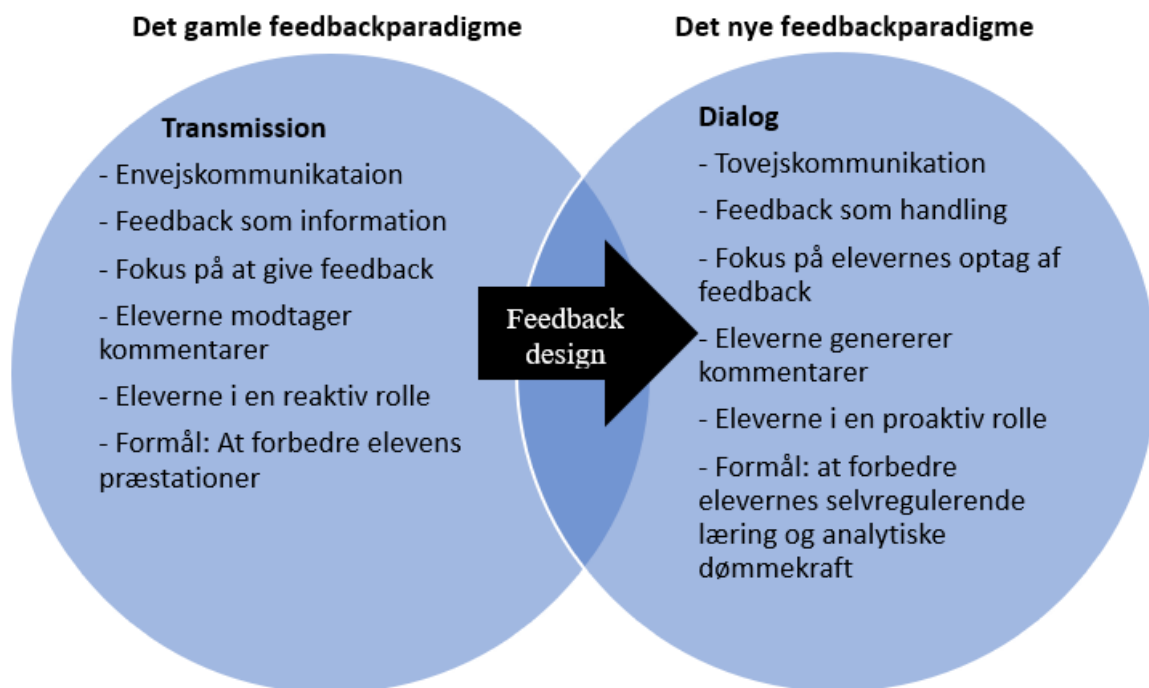 Det gamle feedbackparadigme
Transmission
- Envejskommunikataion
- Feedback som information
- Fokus på at give feedback
- Eleverne modtager
kommentarer
- Eleverne i en reaktiv rolle
- Formål: At forbedre elevens
præstationer
Feedback
design
Det nye feedbackparadigme
Dialog
- Tovejskommunikation
- Feedback som handling
- Fokus på elevernes optag af
feedback
- Eleverne genererer
kommentarer
- Eleverne i en proaktiv rolle
- Formål: at forbedre
elevernes selvregulerende
læring og analytiske
dømmekraft